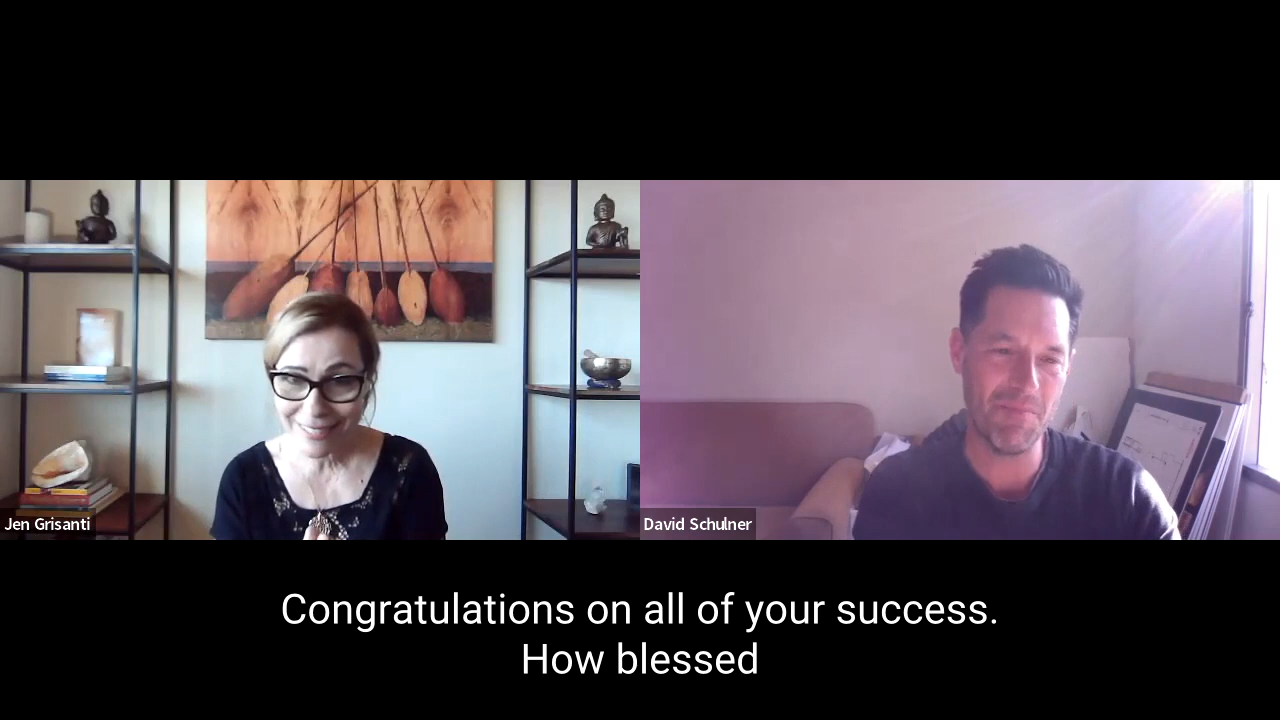 Jen Grisanti
David Schulner
Congratulations on all of your success.
How blessed